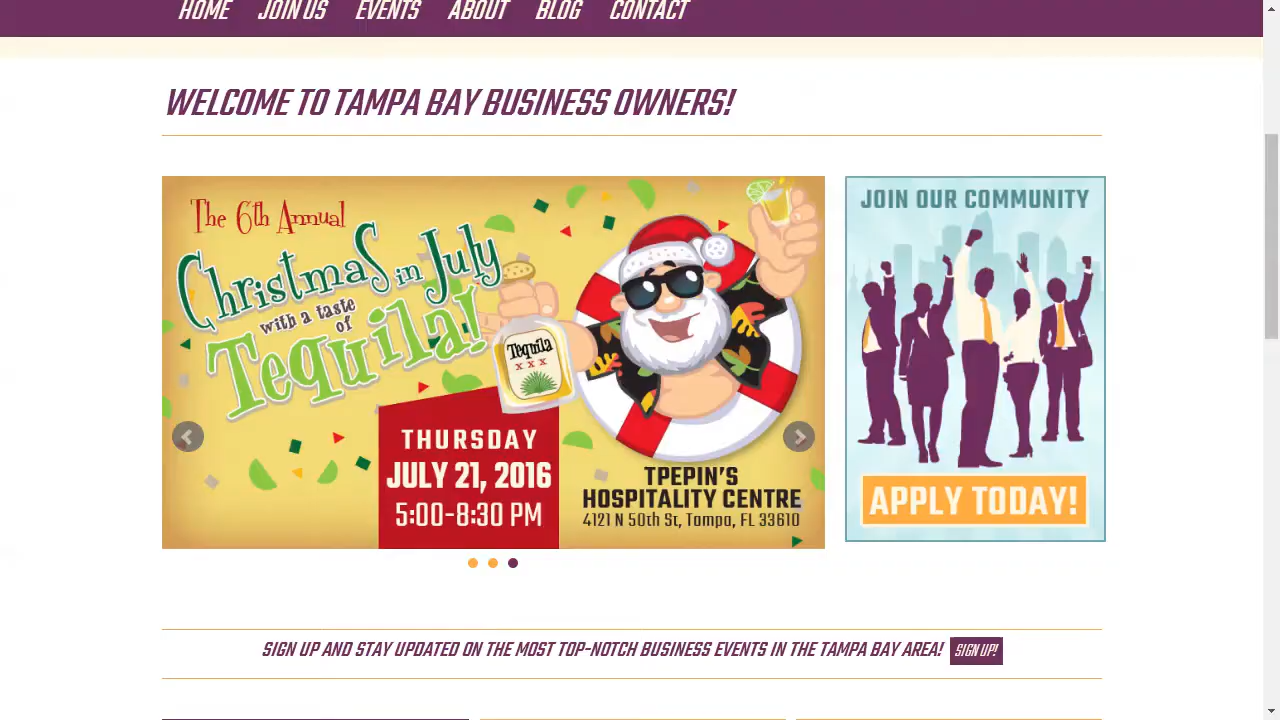 HOME JOIN US EVENTS ABOUT BLOG CONTACT
WELCOME TO TAMPA BAY BUSINESS OWNERS!
The 6th Annual
Christmas in July
with a taste
of
Tequila!
Tequila
XXX
THURSDAY
JULY 21, 2016
5:00-8:30 PM
TPEPIN'S
HOSPITALITY CENTRE
4121 N 50th St, Tampa, FL 33610
JOIN OUR COMMUNITY
APPLY TODAY!
SIGN UP AND STAY UPDATED ON THE MOST TOP-NOTCH BUSINESS EVENTS IN THE TAMPA BAY AREA! SIGN UP!